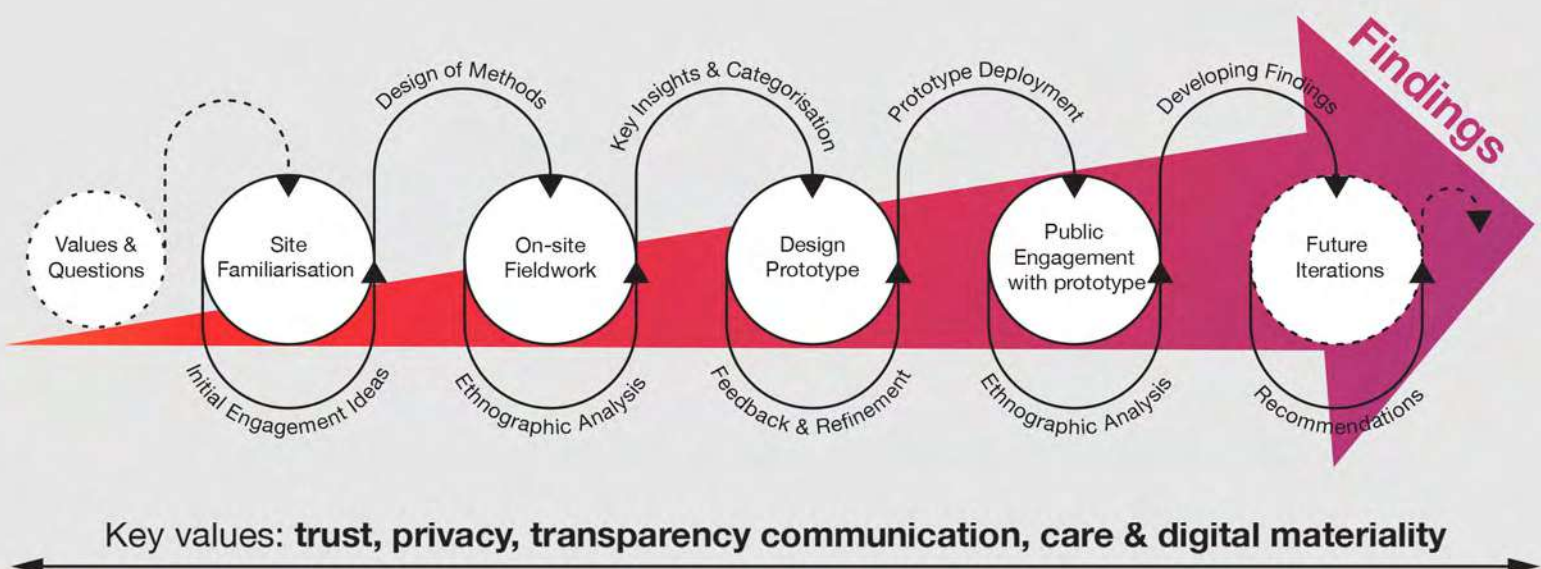 Findings
Design of Methods
Key Insights & Categorisation
Prototype Deployment
Developing Findings
Values &
Questions
Site
Familiarisation
On-site
Fieldwork
Design
Prototype
Public
Engagement
with prototype
Future
Iterations
Initial Engagement Ideas
Ethnographic Analysis
Feedback & Refinement
Ethnographic Analysis
Recommendations
Key values: trust, privacy, transparency communication, care & digital materiality